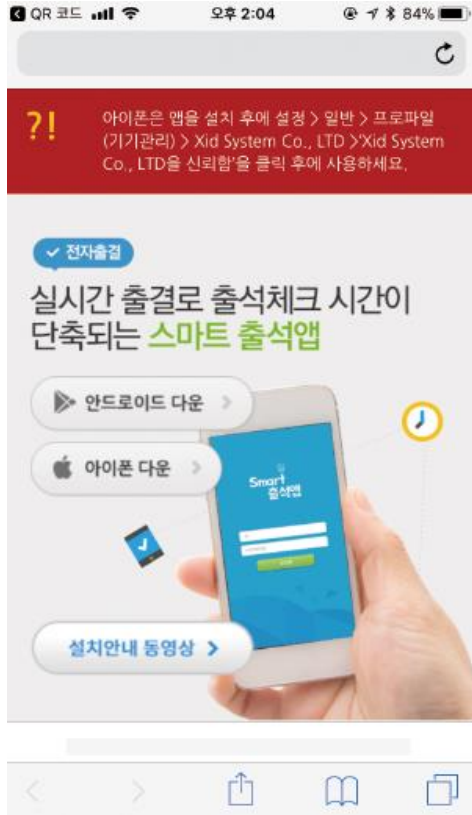 QR 코드 오후 2:04 84%
?!
아이폰은 앱을 설치 후에 설정 > 일반 > 프로파일
(기기관리) > Xid System Co., LTD >'Xid System
Co., LTD을 신뢰함'을 클릭 후에 사용하세요.
전자출결
실시간 출결로 출석체크 시간이
단축되는 스마트 출석앱
안드로이드 다운 >
아이폰 다운 >
Smart
출석앱
설치안내 동영상 >